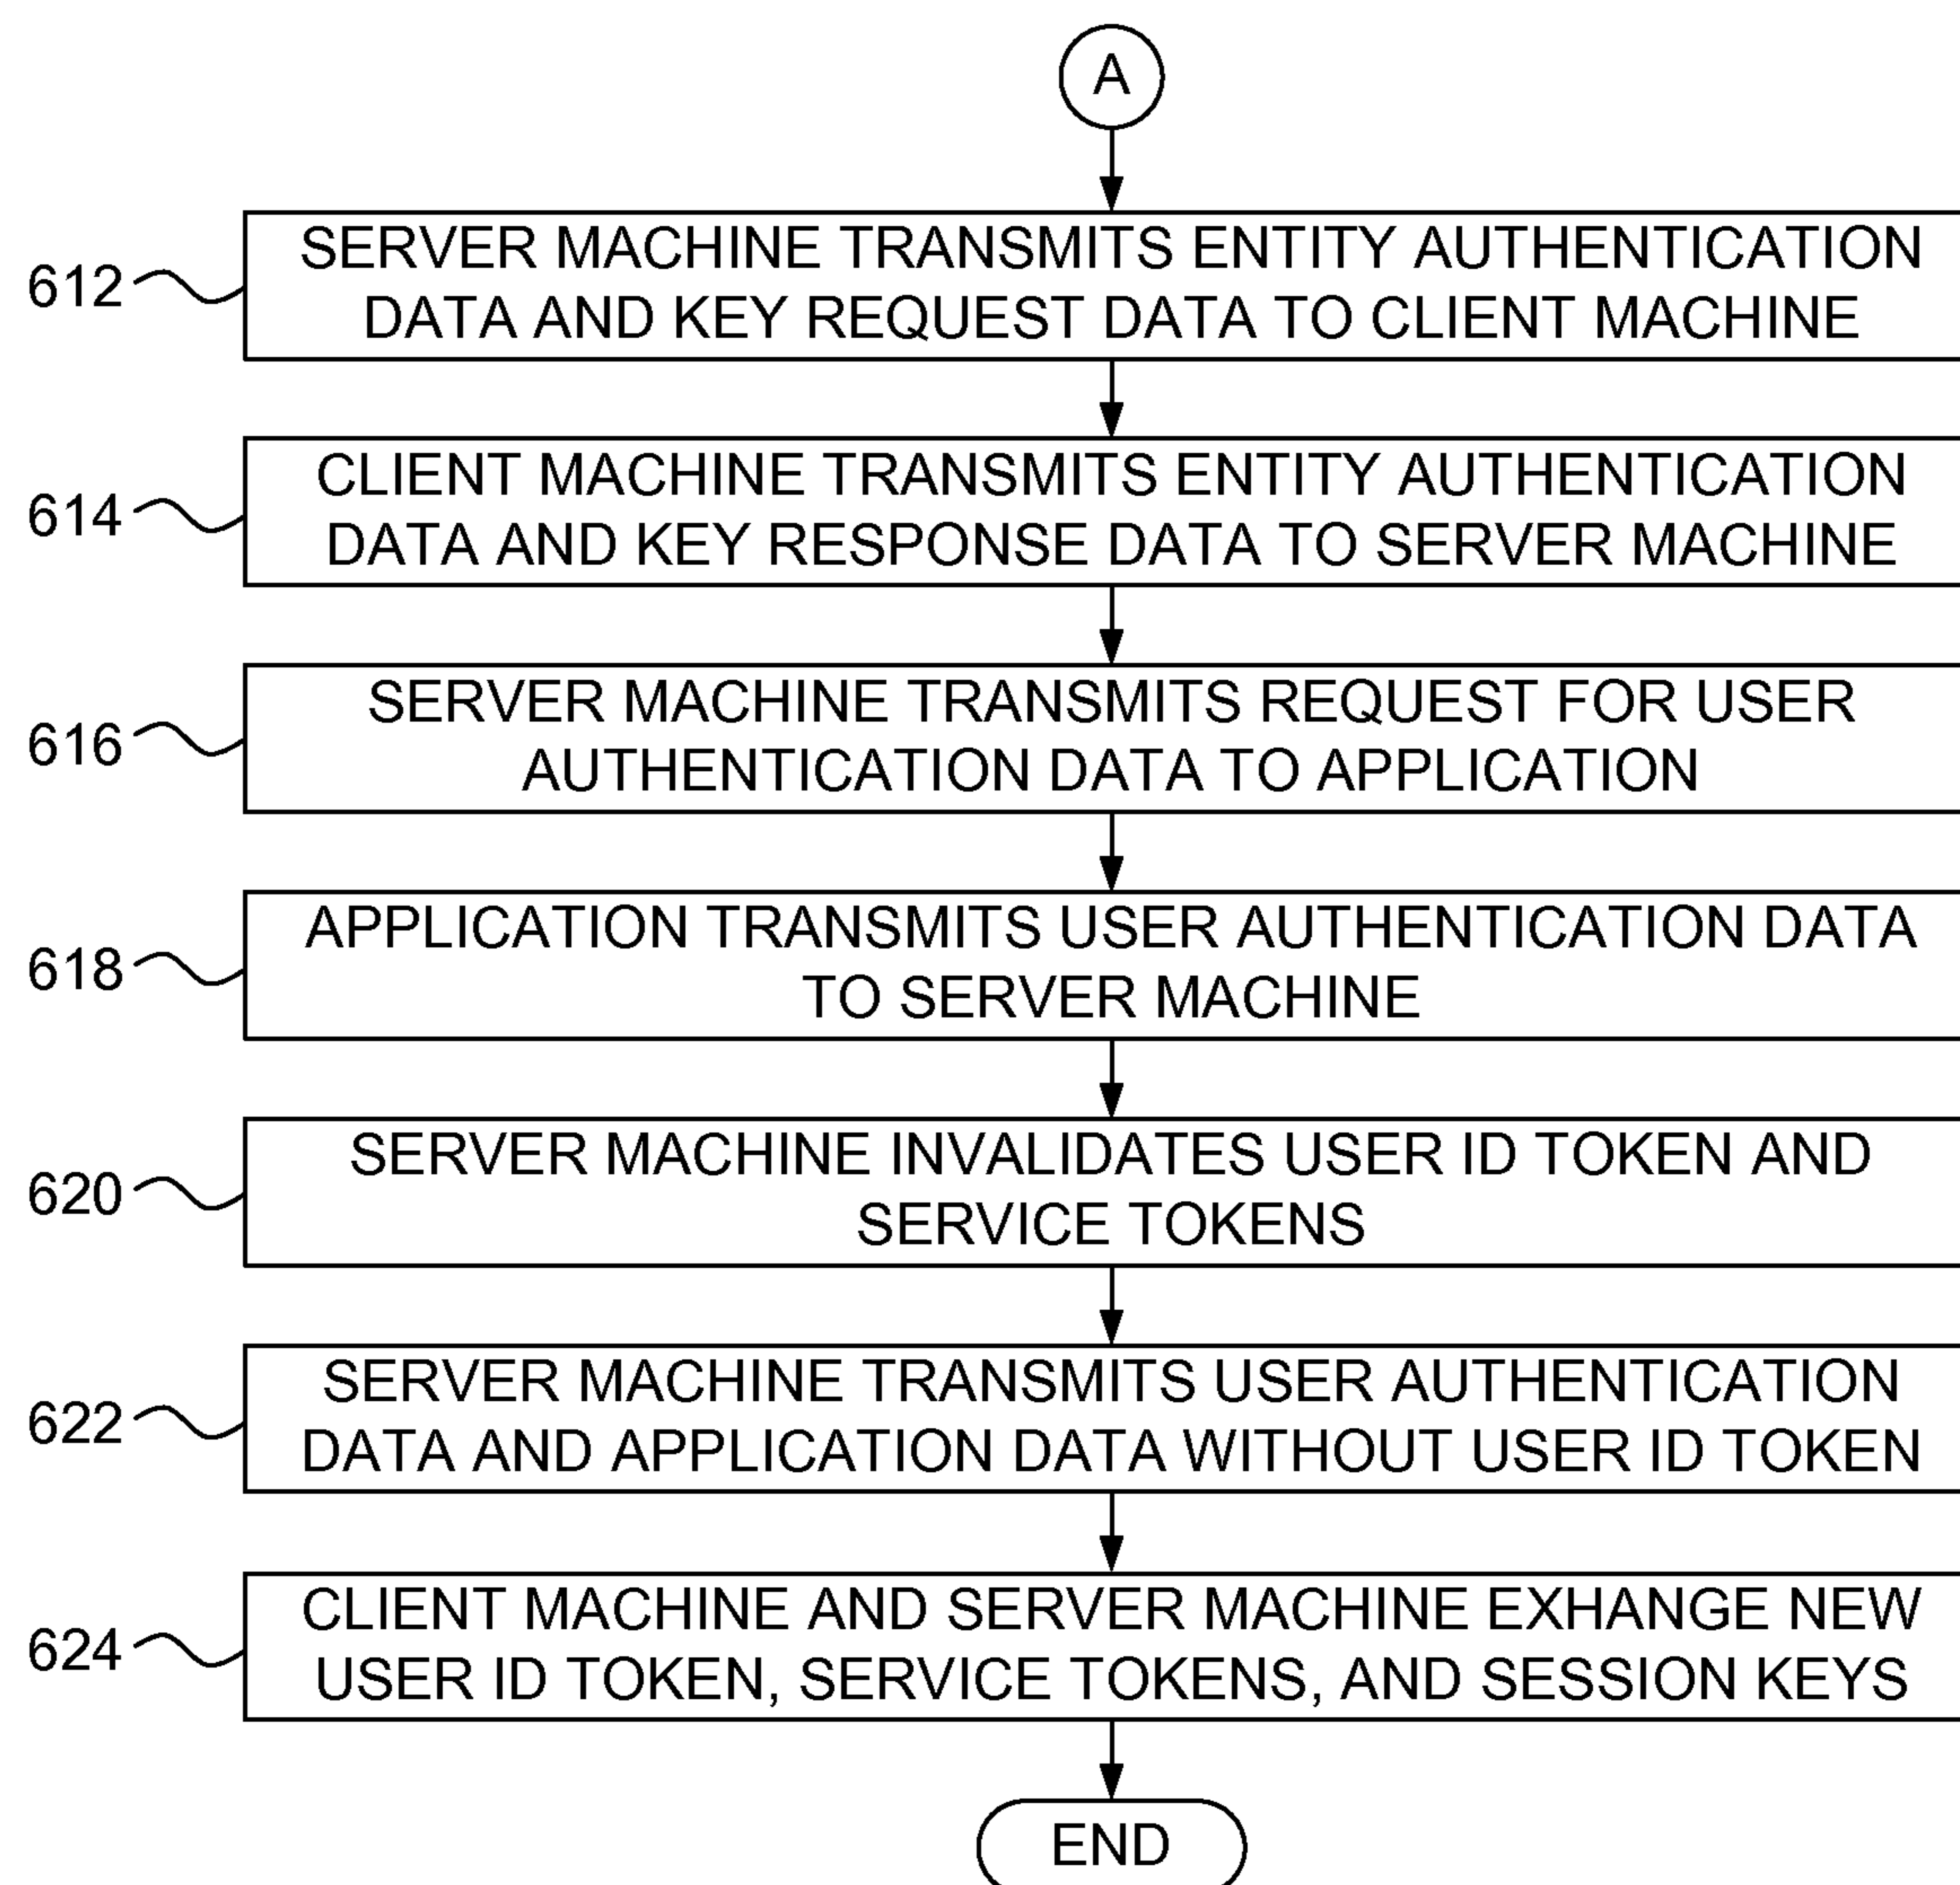 A
612
SERVER MACHINE TRANSMITS ENTITY AUTHENTICATION
DATA AND KEY REQUEST DATA TO CLIENT MACHINE
614
CLIENT MACHINE TRANSMITS ENTITY AUTHENTICATION
DATA AND KEY RESPONSE DATA TO SERVER MACHINE
616
SERVER MACHINE TRANSMITS REQUEST FOR USER
AUTHENTICATION DATA TO APPLICATION
618
APPLICATION TRANSMITS USER AUTHENTICATION DATA
TO SERVER MACHINE
620
SERVER MACHINE INVALIDATES USER ID TOKEN AND
SERVICE TOKENS
622
SERVER MACHINE TRANSMITS USER AUTHENTICATION
DATA AND APPLICATION DATA WITHOUT USER ID TOKEN
624
CLIENT MACHINE AND SERVER MACHINE EXHANGE NEW
USER ID TOKEN, SERVICE TOKENS, AND SESSION KEYS
END